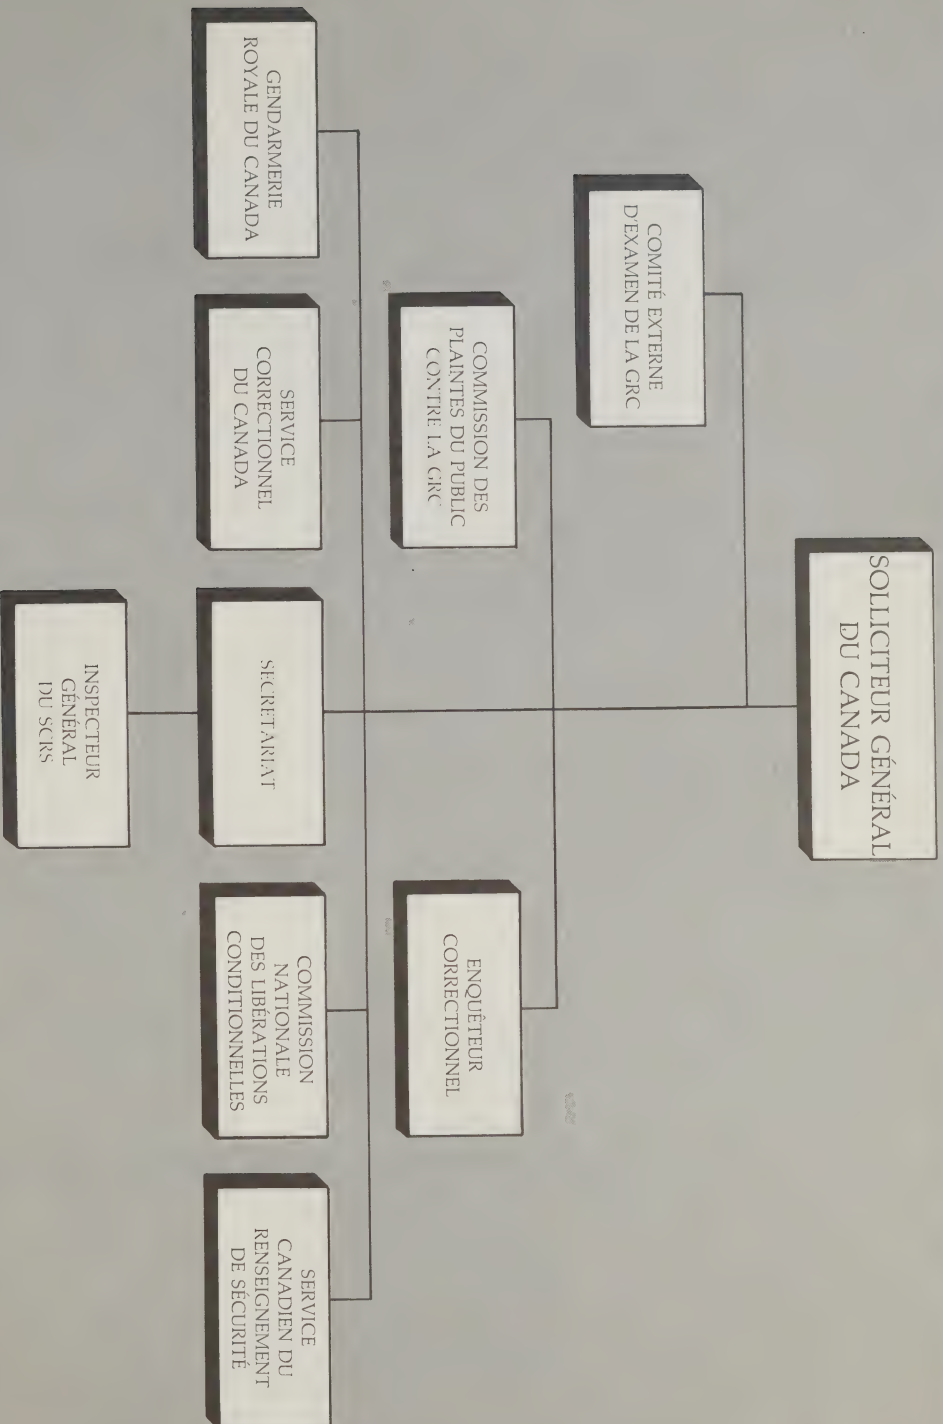 SOLLICITEUR GÉNÉRAL
DU CANADA
COMITÉ EXTERNE
D'EXAMEN DE LA GRC
COMMISSION DES
PLAINTES DU PUBLIC
CONTRE LA GRC
ENQUÊTEUR
CORRECTIONNEL
GENDARMERIE
ROYALE DU CANADA
SERVICE
CORRECTIONNEL
DU CANADA
SECRÉTARIAT
COMMISSION
NATIONALE
DES LIBÉRATIONS
CONDITIONNELLES
SERVICE
CANADIEN DU
RENSEIGNEMENT
DE SÉCURITÉ
INSPECTEUR
GÉNÉRAL
DU SCRS